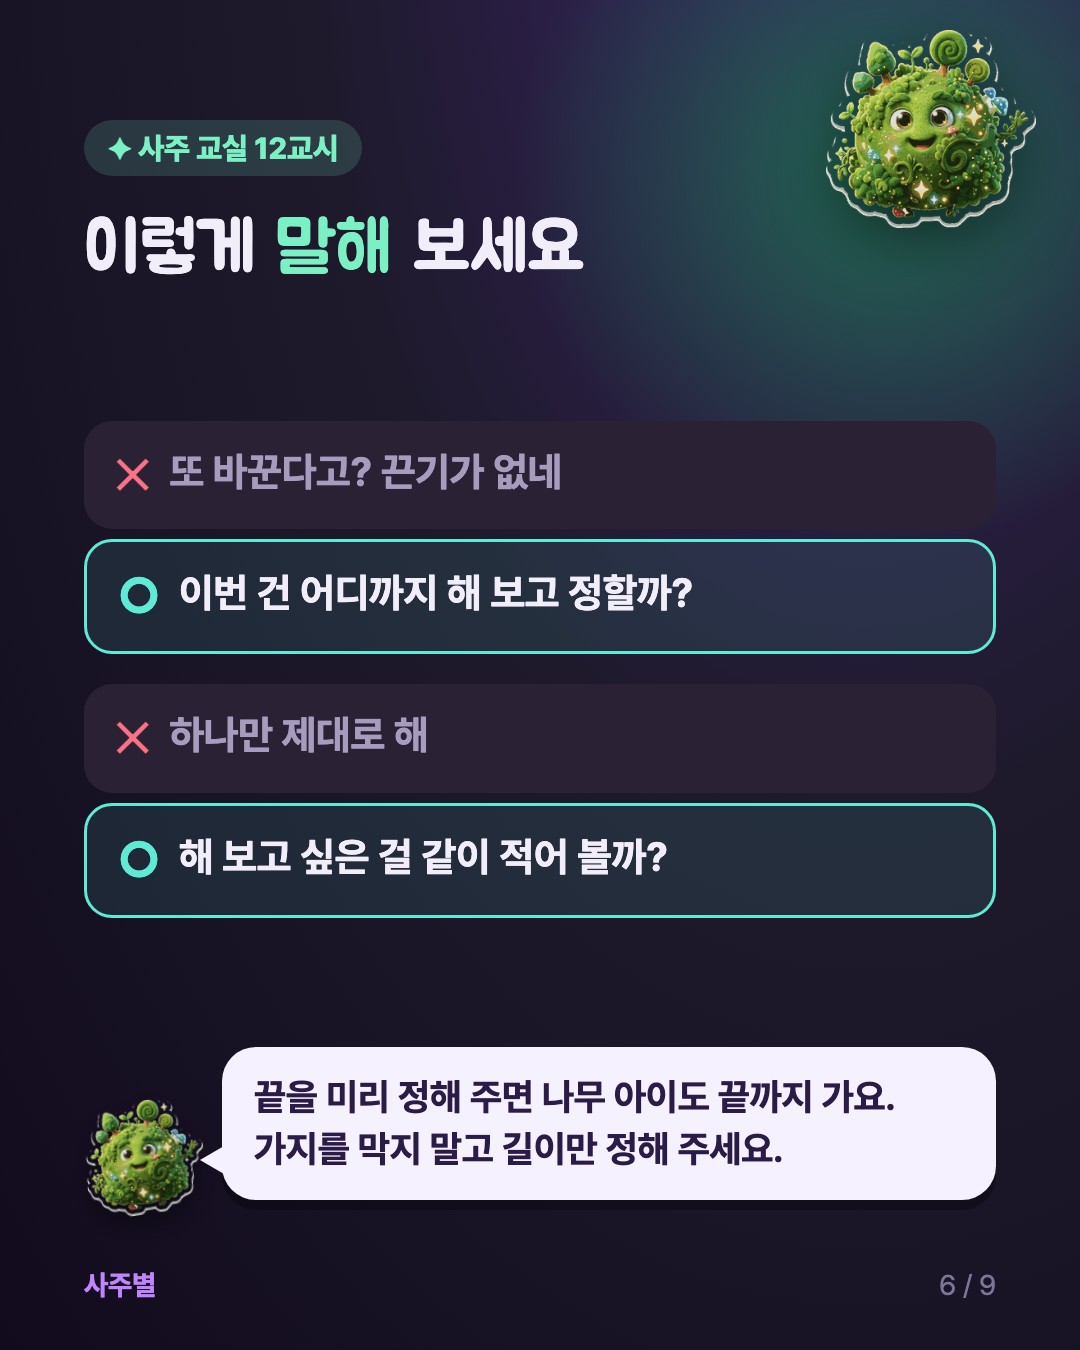 사주 교실 12교시
이렇게 말해 보세요
또 바꾼다고? 끈기가 없네
이번 건 어디까지 해 보고 정할까?
하나만 제대로 해
해 보고 싶은 걸 같이 적어 볼까?
끝을 미리 정해 주면 나무 아이도 끝까지 가요.
가지를 막지 말고 길이만 정해 주세요.
사주별
6 / 9